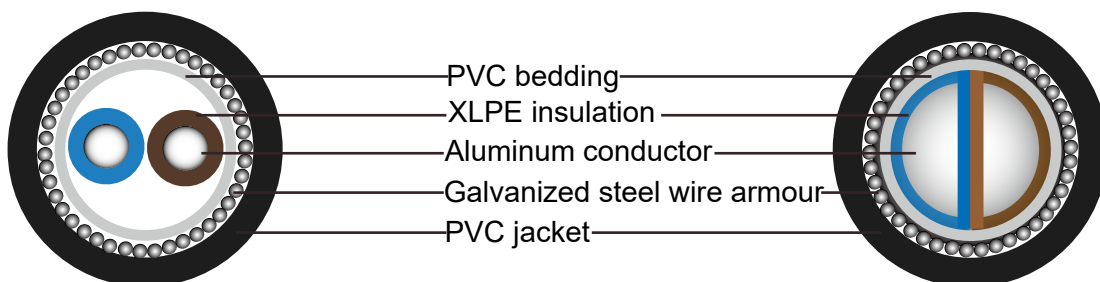 PVC bedding
XLPE insulation
Aluminum conductor
Galvanized steel wire armour
PVC jacket